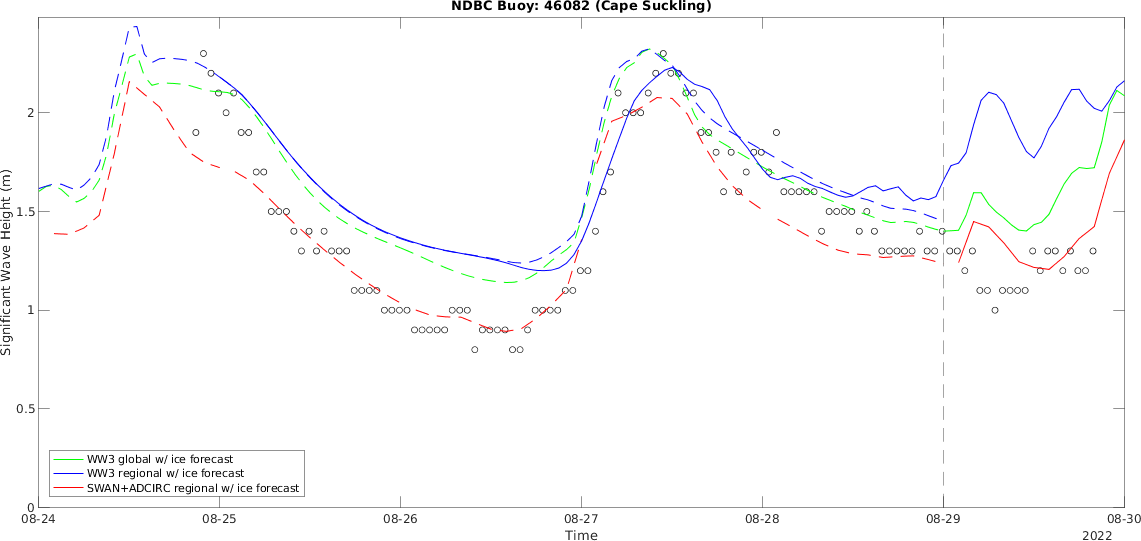 NDBC Buoy: 46082 (Cape Suckling)
Significant Wave Height (m)
2
1.5
1
0.5
0
WW3 global w/ ice forecast
WW3 regional w/ ice forecast
SWAN+ADCIRC regional w/ ice forecast
08-24
08-25
08-26
08-27
08-28
08-29
08-30
Time
2022